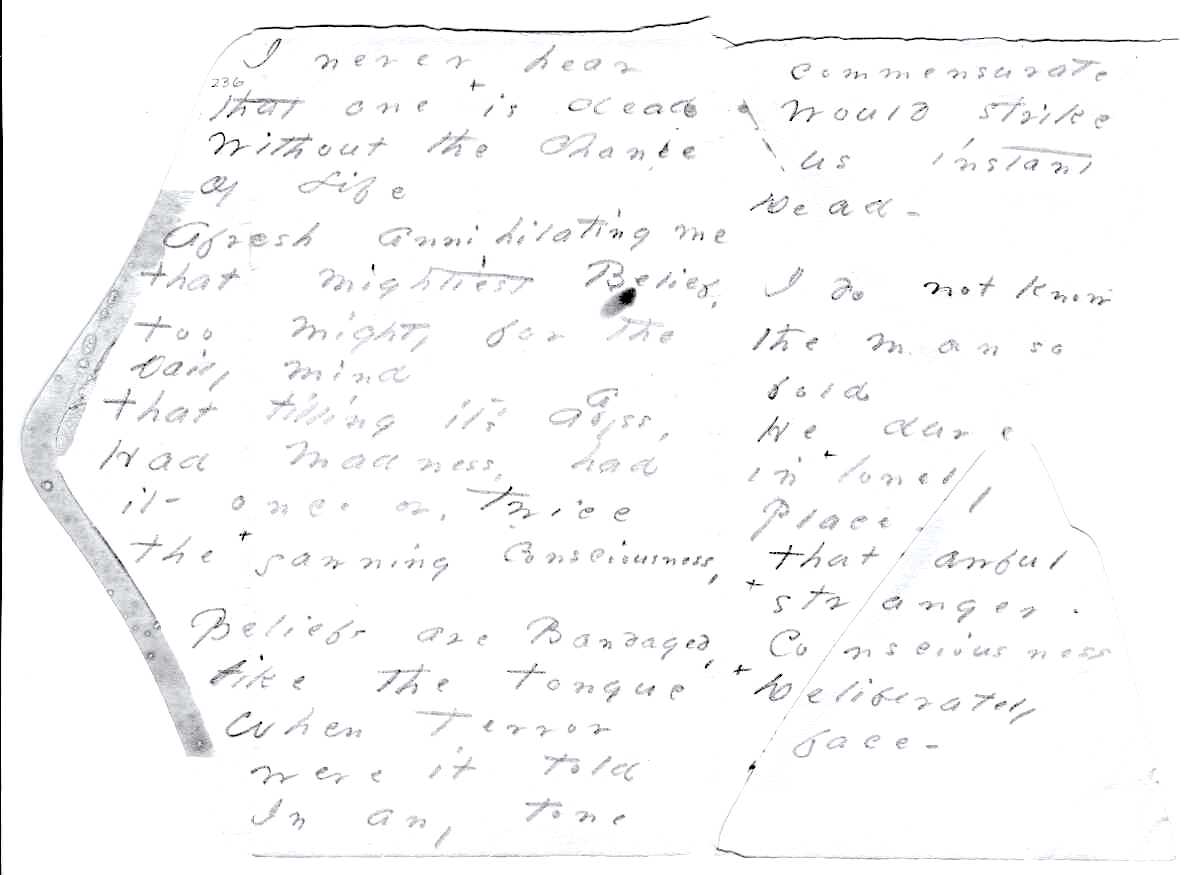 I never hear
236
that one + is dead
Without the Chance
of Life
Afresh annihilating me
that mightiest Belief,
too mighty for the
Daily mind
that tilling it's abyss,
Had Madness, had
it once or, Twice
the + yawning Consciousness,
Beliefs are Bandaged,
like the tongue
When Terror
were it told
In any tone
commensurate
Would strike
us instant
Dead -
I do not know
the man so
bold
He dare
in + lonely
Place
that awful
+ stranger.
Consciousness
+ Deliberately
face -